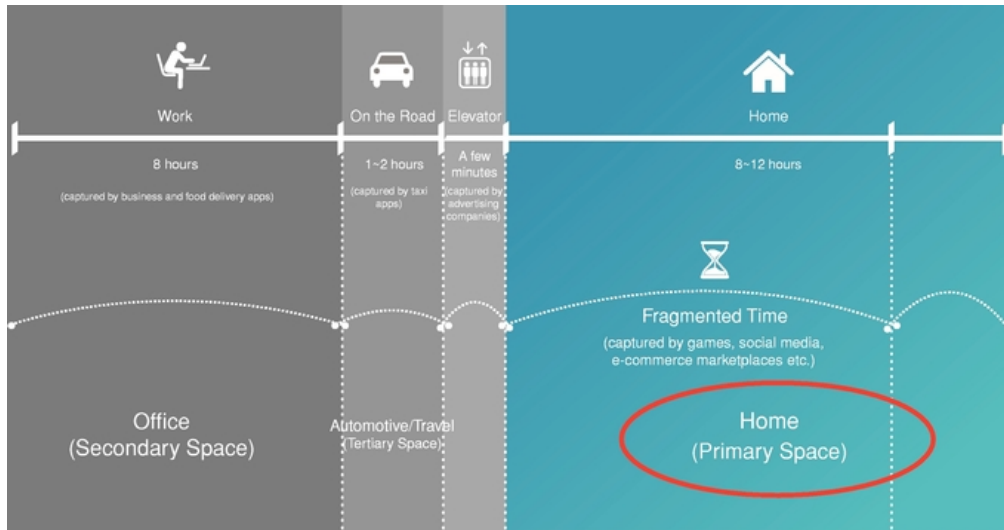 Work
On the Road
Elevator
Home
8 hours
(captured by business and food delivery apps)
1~2 hours
(captured by taxi
apps)
A few
minutes
(captured by
advertising
companies)
8~12 hours
Fragmented Time
(captured by games, social media,
e-commerce marketplaces etc.)
Office
(Secondary Space)
Automotive/Travel
(Tertiary Space)
Home
(Primary Space)